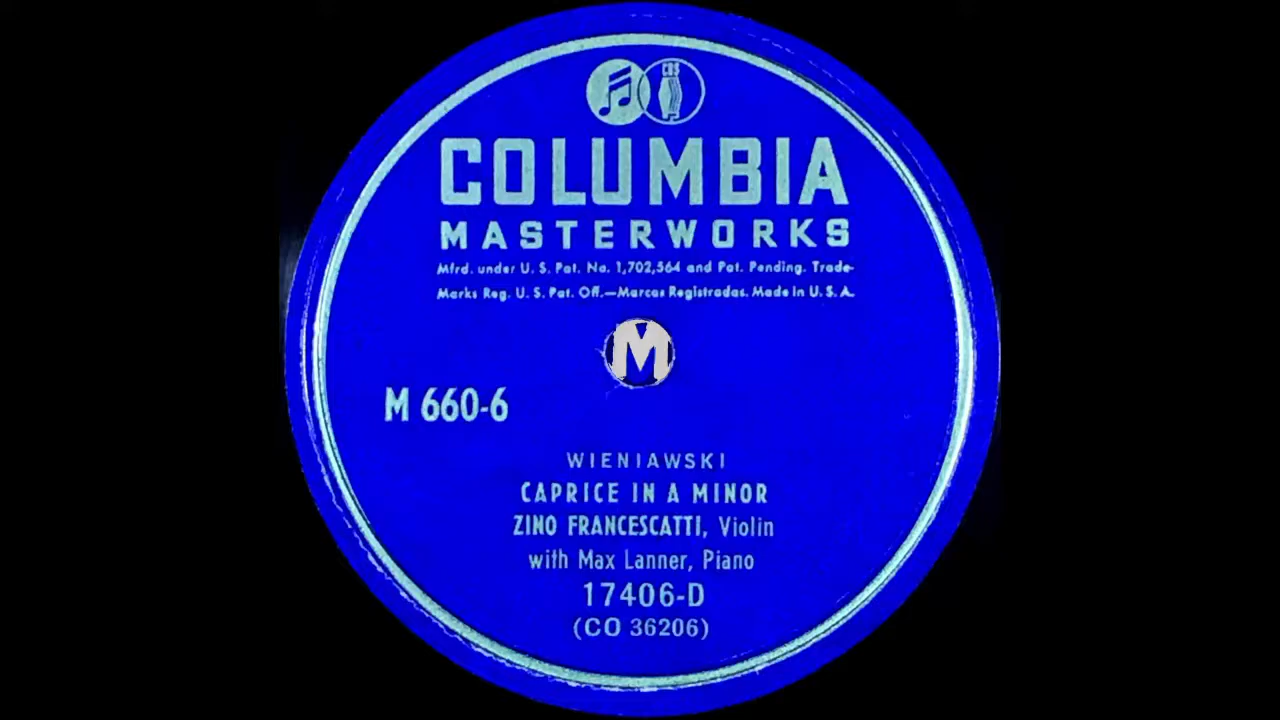 CBS
COLUMBIA
MASTERWORKS
Mfrd. under U. S. Pat. No. 1,702,564 and Pat. Pending. Trade-
Marks Reg. U. S. Pat. Off.—Marcas Registradas. Made in U. S. A.
M
M 660-6
WIENIAWSKI
CAPRICE IN A MINOR
ZINO FRANCESCATTI, Violin
with Max Lanner, Piano
17406-D
(CO 36206)